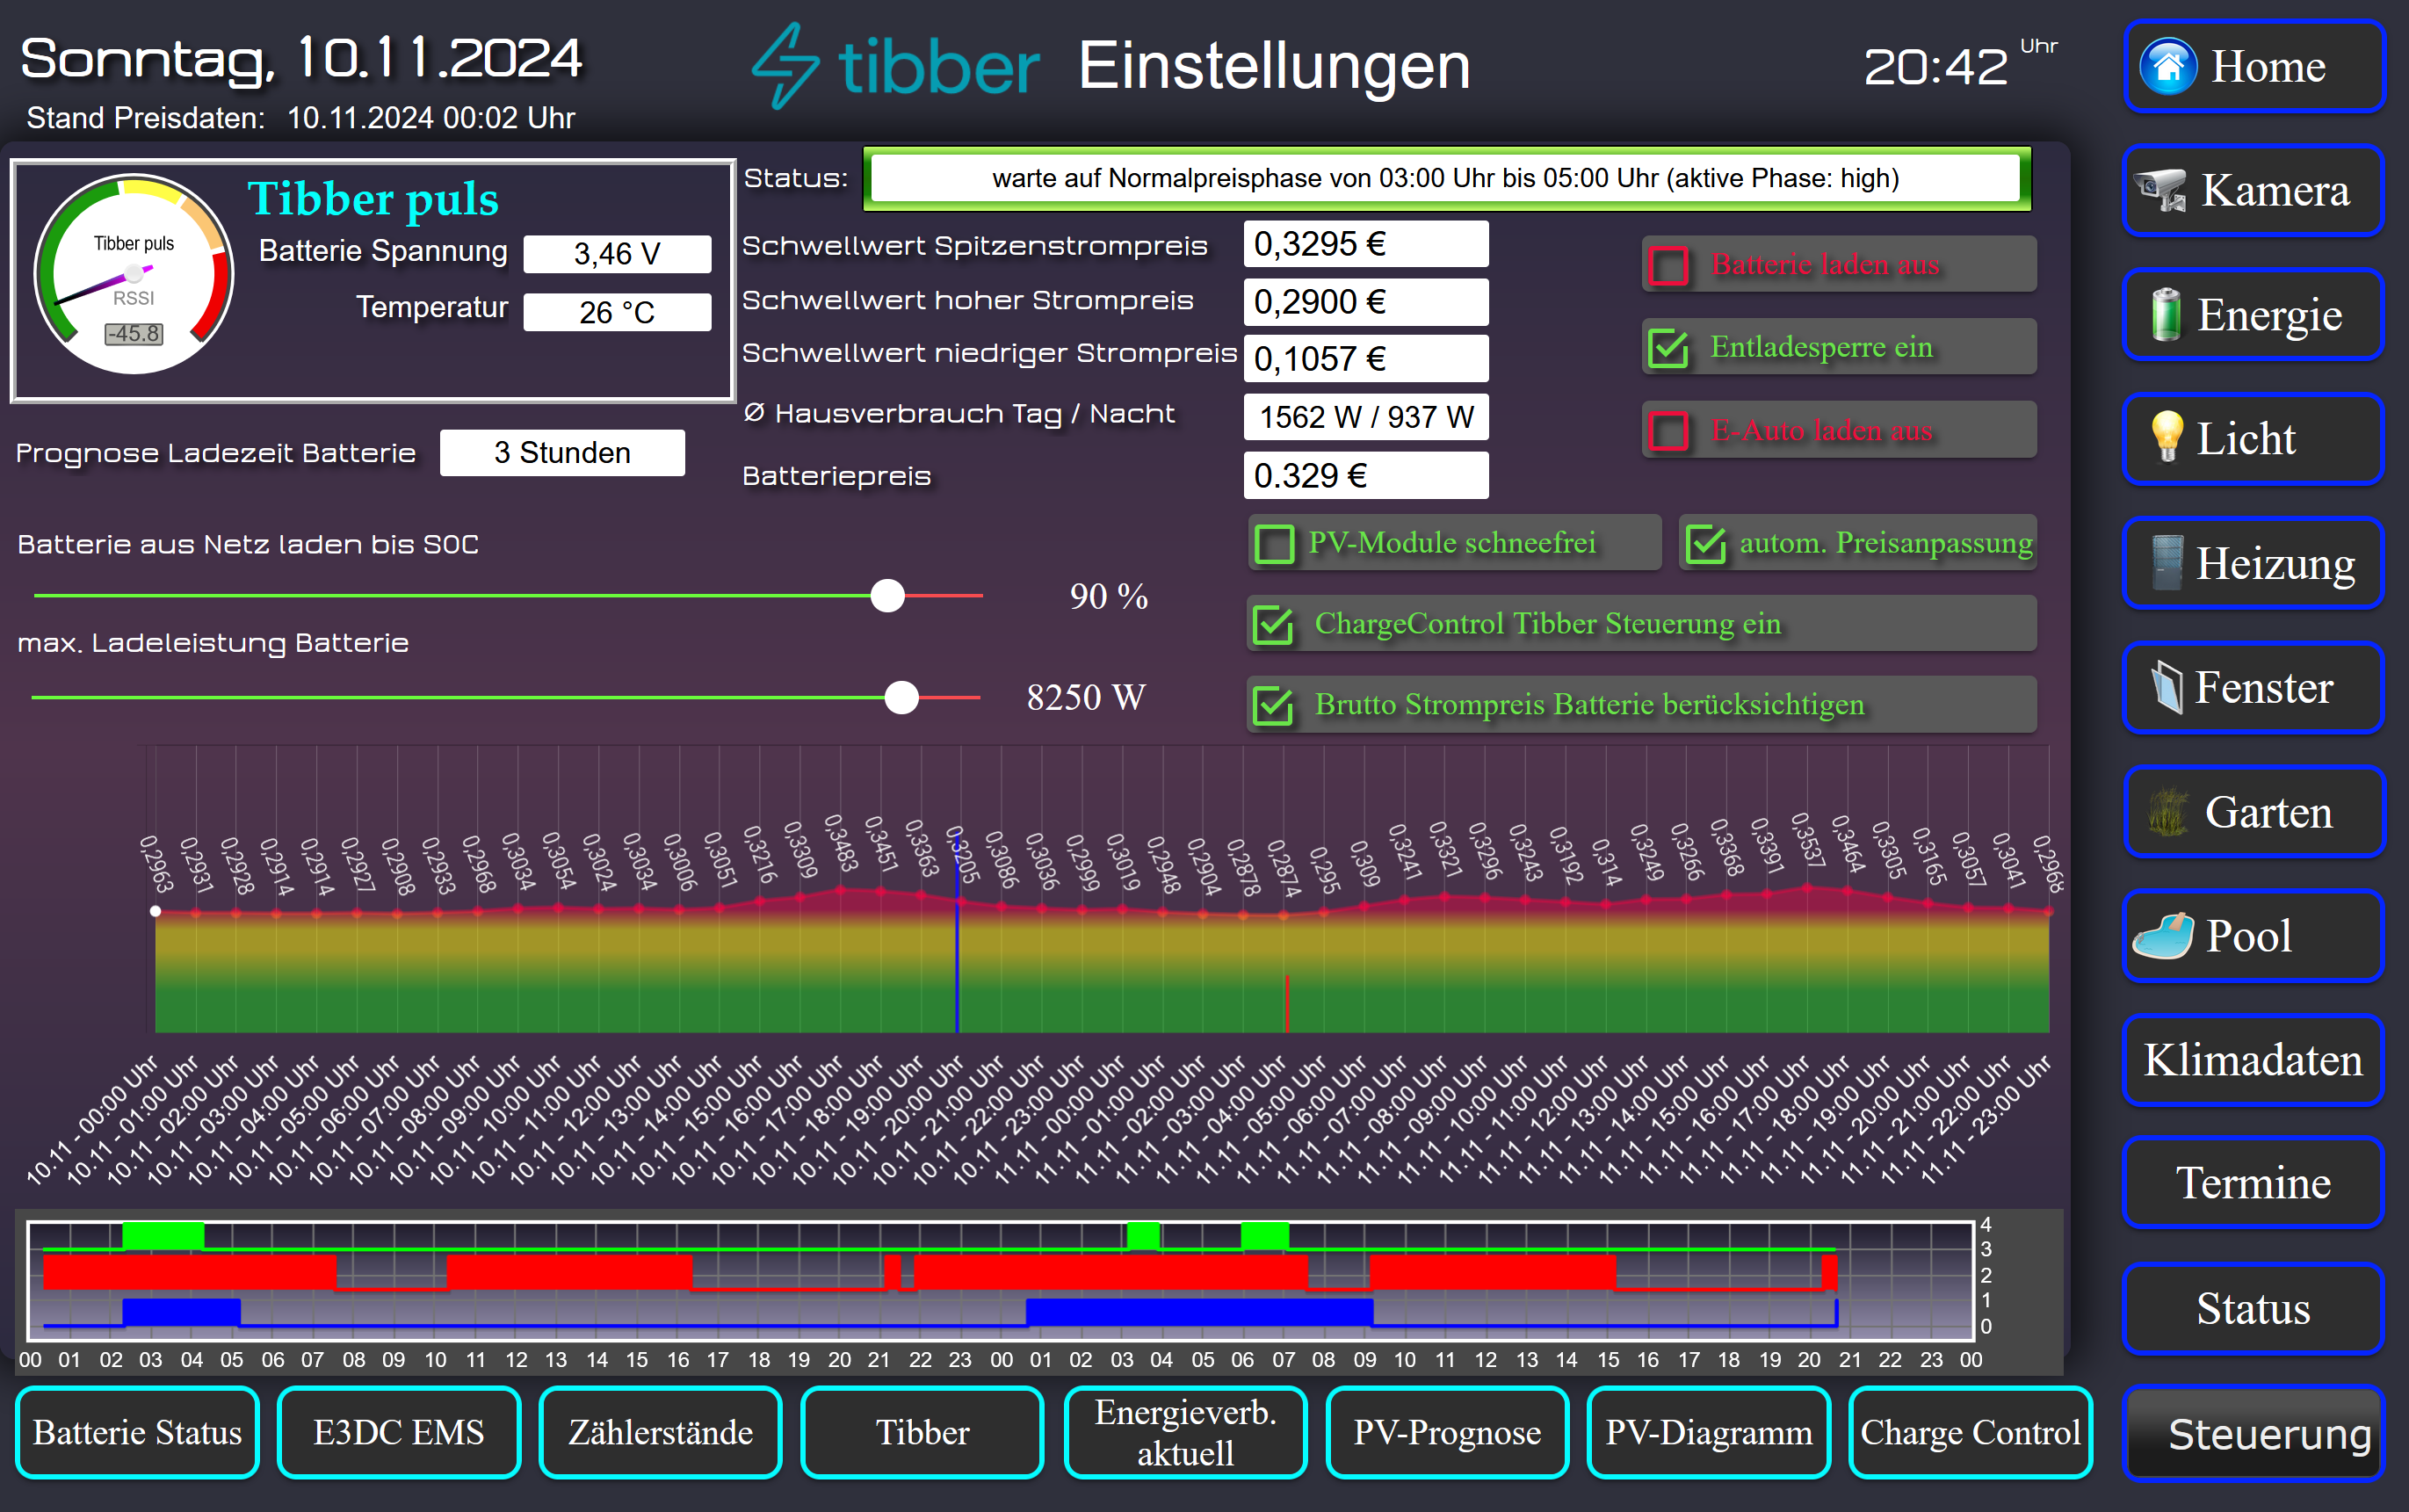 Sonntag, 10.11.2024
Stand Preisdaten: 10.11.2024 00:02 Uhr
tibber Einstellungen
20:42 Uhr
Tibber puls
Tibber puls
RSSI
-45.8
Batterie Spannung 3,46 V
Temperatur 26 °C
Prognose Ladezeit Batterie 3 Stunden
Status: warte auf Normalpreisphase von 03:00 Uhr bis 05:00 Uhr (aktive Phase: high)
Schwellwert Spitzenstrompreis 0,3295 €
Schwellwert hoher Strompreis 0,2900 €
Schwellwert niedriger Strompreis 0,1057 €
Ø Hausverbrauch Tag / Nacht 1562 W / 937 W
Batteriepreis 0.329 €
Batterie laden aus
Entladesperre ein
E-Auto laden aus
PV-Module schneefrei
autom. Preisanpassung
ChargeControl Tibber Steuerung ein
Brutto Strompreis Batterie berücksichtigen
Batterie aus Netz laden bis SOC
90 %
max. Ladeleistung Batterie
8250 W
0,2963 0,2931 0,2928 0,2914 0,2914 0,2927 0,2908 0,2933 0,2968 0,3034 0,3054 0,3024 0,3034 0,3006 0,3051 0,3216 0,3309 0,3483 0,3451 0,3363 0,3205 0,3086 0,3036 0,2999 0,3019 0,2948 0,2904 0,2878 0,2874 0,295 0,309 0,3241 0,3321 0,3296 0,3243 0,3192 0,314 0,3249 0,3266 0,3368 0,3391 0,3537 0,3464 0,3305 0,3165 0,3057 0,3041 0,2968
10.11 - 00:00 Uhr
10.11 - 01:00 Uhr
10.11 - 02:00 Uhr
10.11 - 03:00 Uhr
10.11 - 04:00 Uhr
10.11 - 05:00 Uhr
10.11 - 06:00 Uhr
10.11 - 07:00 Uhr
10.11 - 08:00 Uhr
10.11 - 09:00 Uhr
10.11 - 10:00 Uhr
10.11 - 11:00 Uhr
10.11 - 12:00 Uhr
10.11 - 13:00 Uhr
10.11 - 14:00 Uhr
10.11 - 15:00 Uhr
10.11 - 16:00 Uhr
10.11 - 17:00 Uhr
10.11 - 18:00 Uhr
10.11 - 19:00 Uhr
10.11 - 20:00 Uhr
10.11 - 21:00 Uhr
10.11 - 22:00 Uhr
10.11 - 23:00 Uhr
11.11 - 00:00 Uhr
11.11 - 01:00 Uhr
11.11 - 02:00 Uhr
11.11 - 03:00 Uhr
11.11 - 04:00 Uhr
11.11 - 05:00 Uhr
11.11 - 06:00 Uhr
11.11 - 07:00 Uhr
11.11 - 08:00 Uhr
11.11 - 09:00 Uhr
11.11 - 10:00 Uhr
11.11 - 11:00 Uhr
11.11 - 12:00 Uhr
11.11 - 13:00 Uhr
11.11 - 14:00 Uhr
11.11 - 15:00 Uhr
11.11 - 16:00 Uhr
11.11 - 17:00 Uhr
11.11 - 18:00 Uhr
11.11 - 19:00 Uhr
11.11 - 20:00 Uhr
11.11 - 21:00 Uhr
11.11 - 22:00 Uhr
11.11 - 23:00 Uhr
4
3
2
1
0
00 01 02 03 04 05 06 07 08 09 10 11 12 13 14 15 16 17 18 19 20 21 22 23 00 01 02 03 04 05 06 07 08 09 10 11 12 13 14 15 16 17 18 19 20 21 22 23 00
Batterie Status
E3DC EMS
Zählerstände
Tibber
Energieverb.
aktuell
PV-Prognose
PV-Diagramm
Charge Control
Home
Kamera
Energie
Licht
Heizung
Fenster
Garten
Pool
Klimadaten
Termine
Status
Steuerung